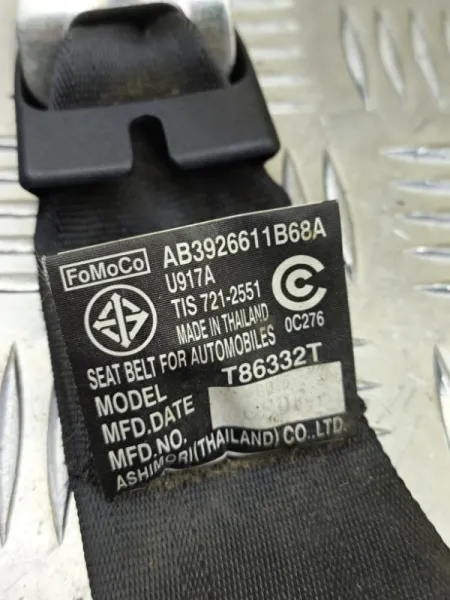 FoMoCo AB3926611B68A
U917A
TIS 721-2551
MADE IN THAILAND
0C276
SEAT BELT FOR AUTOMOBILES
MODEL T86332T
MFD.DATE
MFD.NO.
ASHIMORI(THAILAND) CO.,LTD.